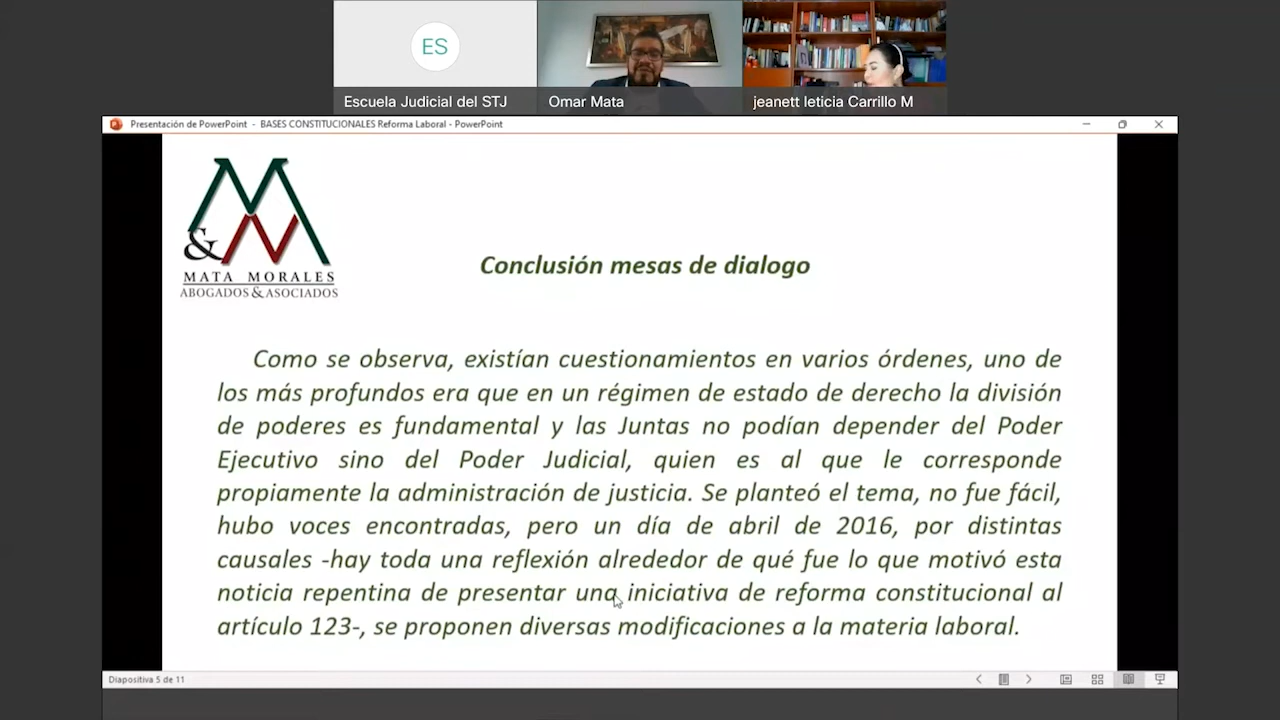 ES
Escuela Judicial del STJ
Omar Mata
jeanett leticia Carrillo M
Presentación de PowerPoint - BASES CONSTITUCIONALES Reforma Laboral - PowerPoint
&
MATA MORALES
ABOGADOS & ASOCIADOS
Conclusión mesas de dialogo
Como se observa, existían cuestionamientos en varios órdenes, uno de
los más profundos era que en un régimen de estado de derecho la división
de poderes es fundamental y las Juntas no podían depender del Poder
Ejecutivo sino del Poder Judicial, quien es al que le corresponde
propiamente la administración de justicia. Se planteó el tema, no fue fácil,
hubo voces encontradas, pero un día de abril de 2016, por distintas
causales -hay toda una reflexión alrededor de qué fue lo que motivó esta
noticia repentina de presentar una iniciativa de reforma constitucional al
artículo 123-, se proponen diversas modificaciones a la materia laboral.
Diapositiva 5 de 11